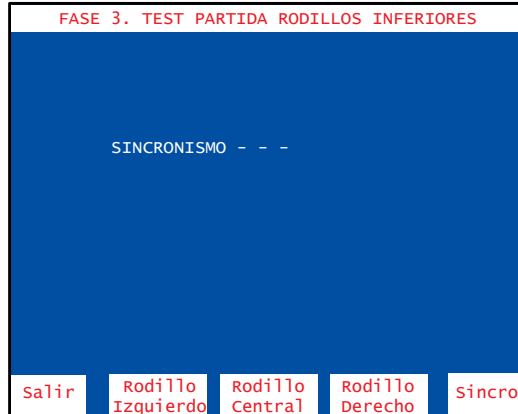 FASE 3. TEST PARTIDA RODILLOS INFERIORES
SINCRONISMO - - -
Salir
Rodillo
Izquierdo
Rodillo
Central
Rodillo
Derecho
Sincro